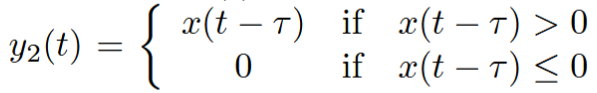 y₂(t) = { x(t − τ) if x(t − τ) > 0
0 if x(t − τ) ≤ 0